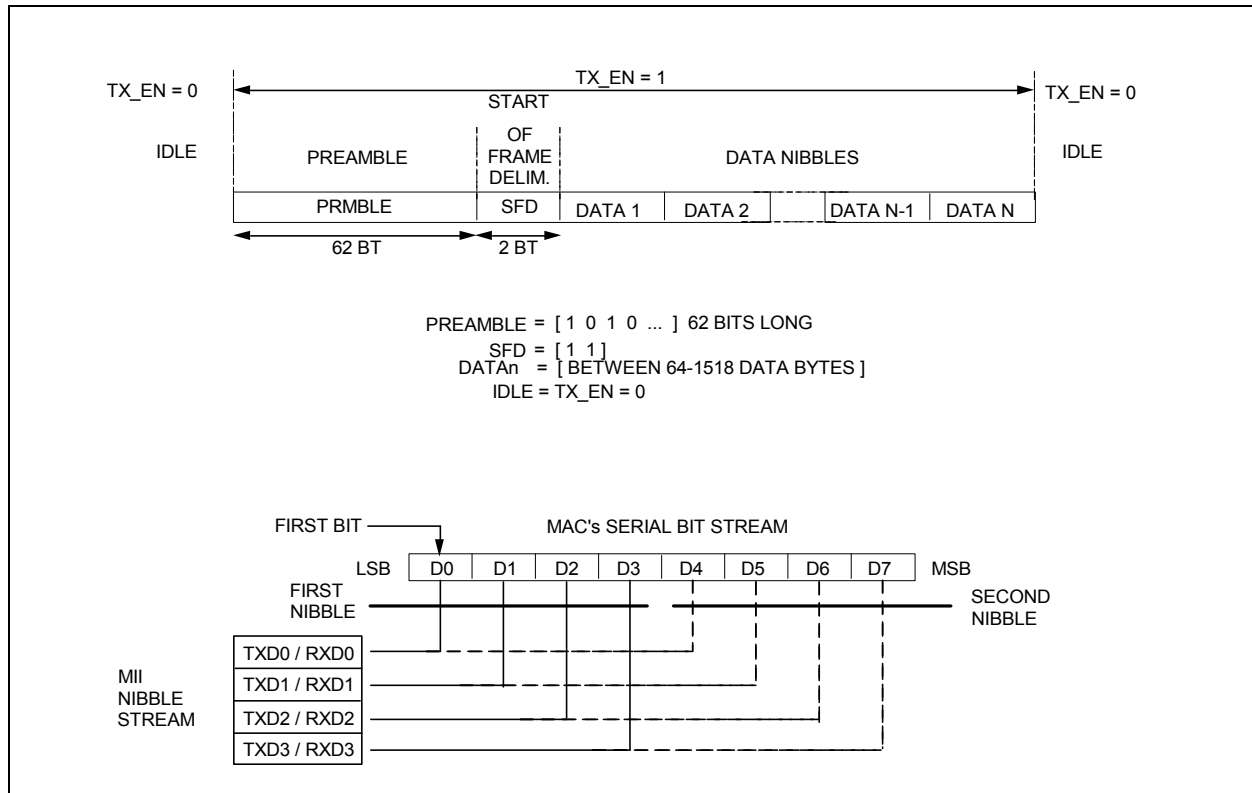 TX_EN = 1
TX_EN = 0
TX_EN = 0
START
OF
FRAME
DELIM.
IDLE
PREAMBLE
DATA NIBBLES
IDLE
PRMBLE
SFD
DATA 1
DATA 2
DATA N-1
DATA N
62 BT
2 BT
PREAMBLE = [ 1 0 1 0 ... ] 62 BITS LONG
SFD = [ 1 1 ]
DATAn = [ BETWEEN 64-1518 DATA BYTES ]
IDLE = TX_EN = 0
FIRST BIT
MAC's SERIAL BIT STREAM
LSB D0 D1 D2 D3 D4 D5 D6 D7 MSB
FIRST
NIBBLE
SECOND
NIBBLE
MII
NIBBLE
STREAM
TXD0 / RXD0
TXD1 / RXD1
TXD2 / RXD2
TXD3 / RXD3